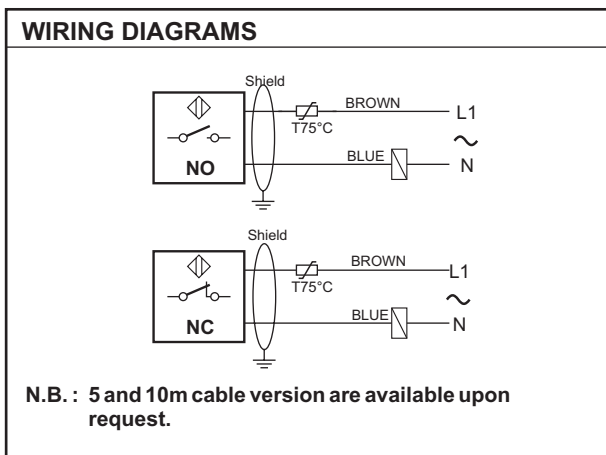 WIRING DIAGRAMS
Shield
BROWN
L1
T75°C
BLUE
N
NO
Shield
BROWN
L1
T75°C
BLUE
N
NC
N.B. : 5 and 10m cable version are available upon
request.